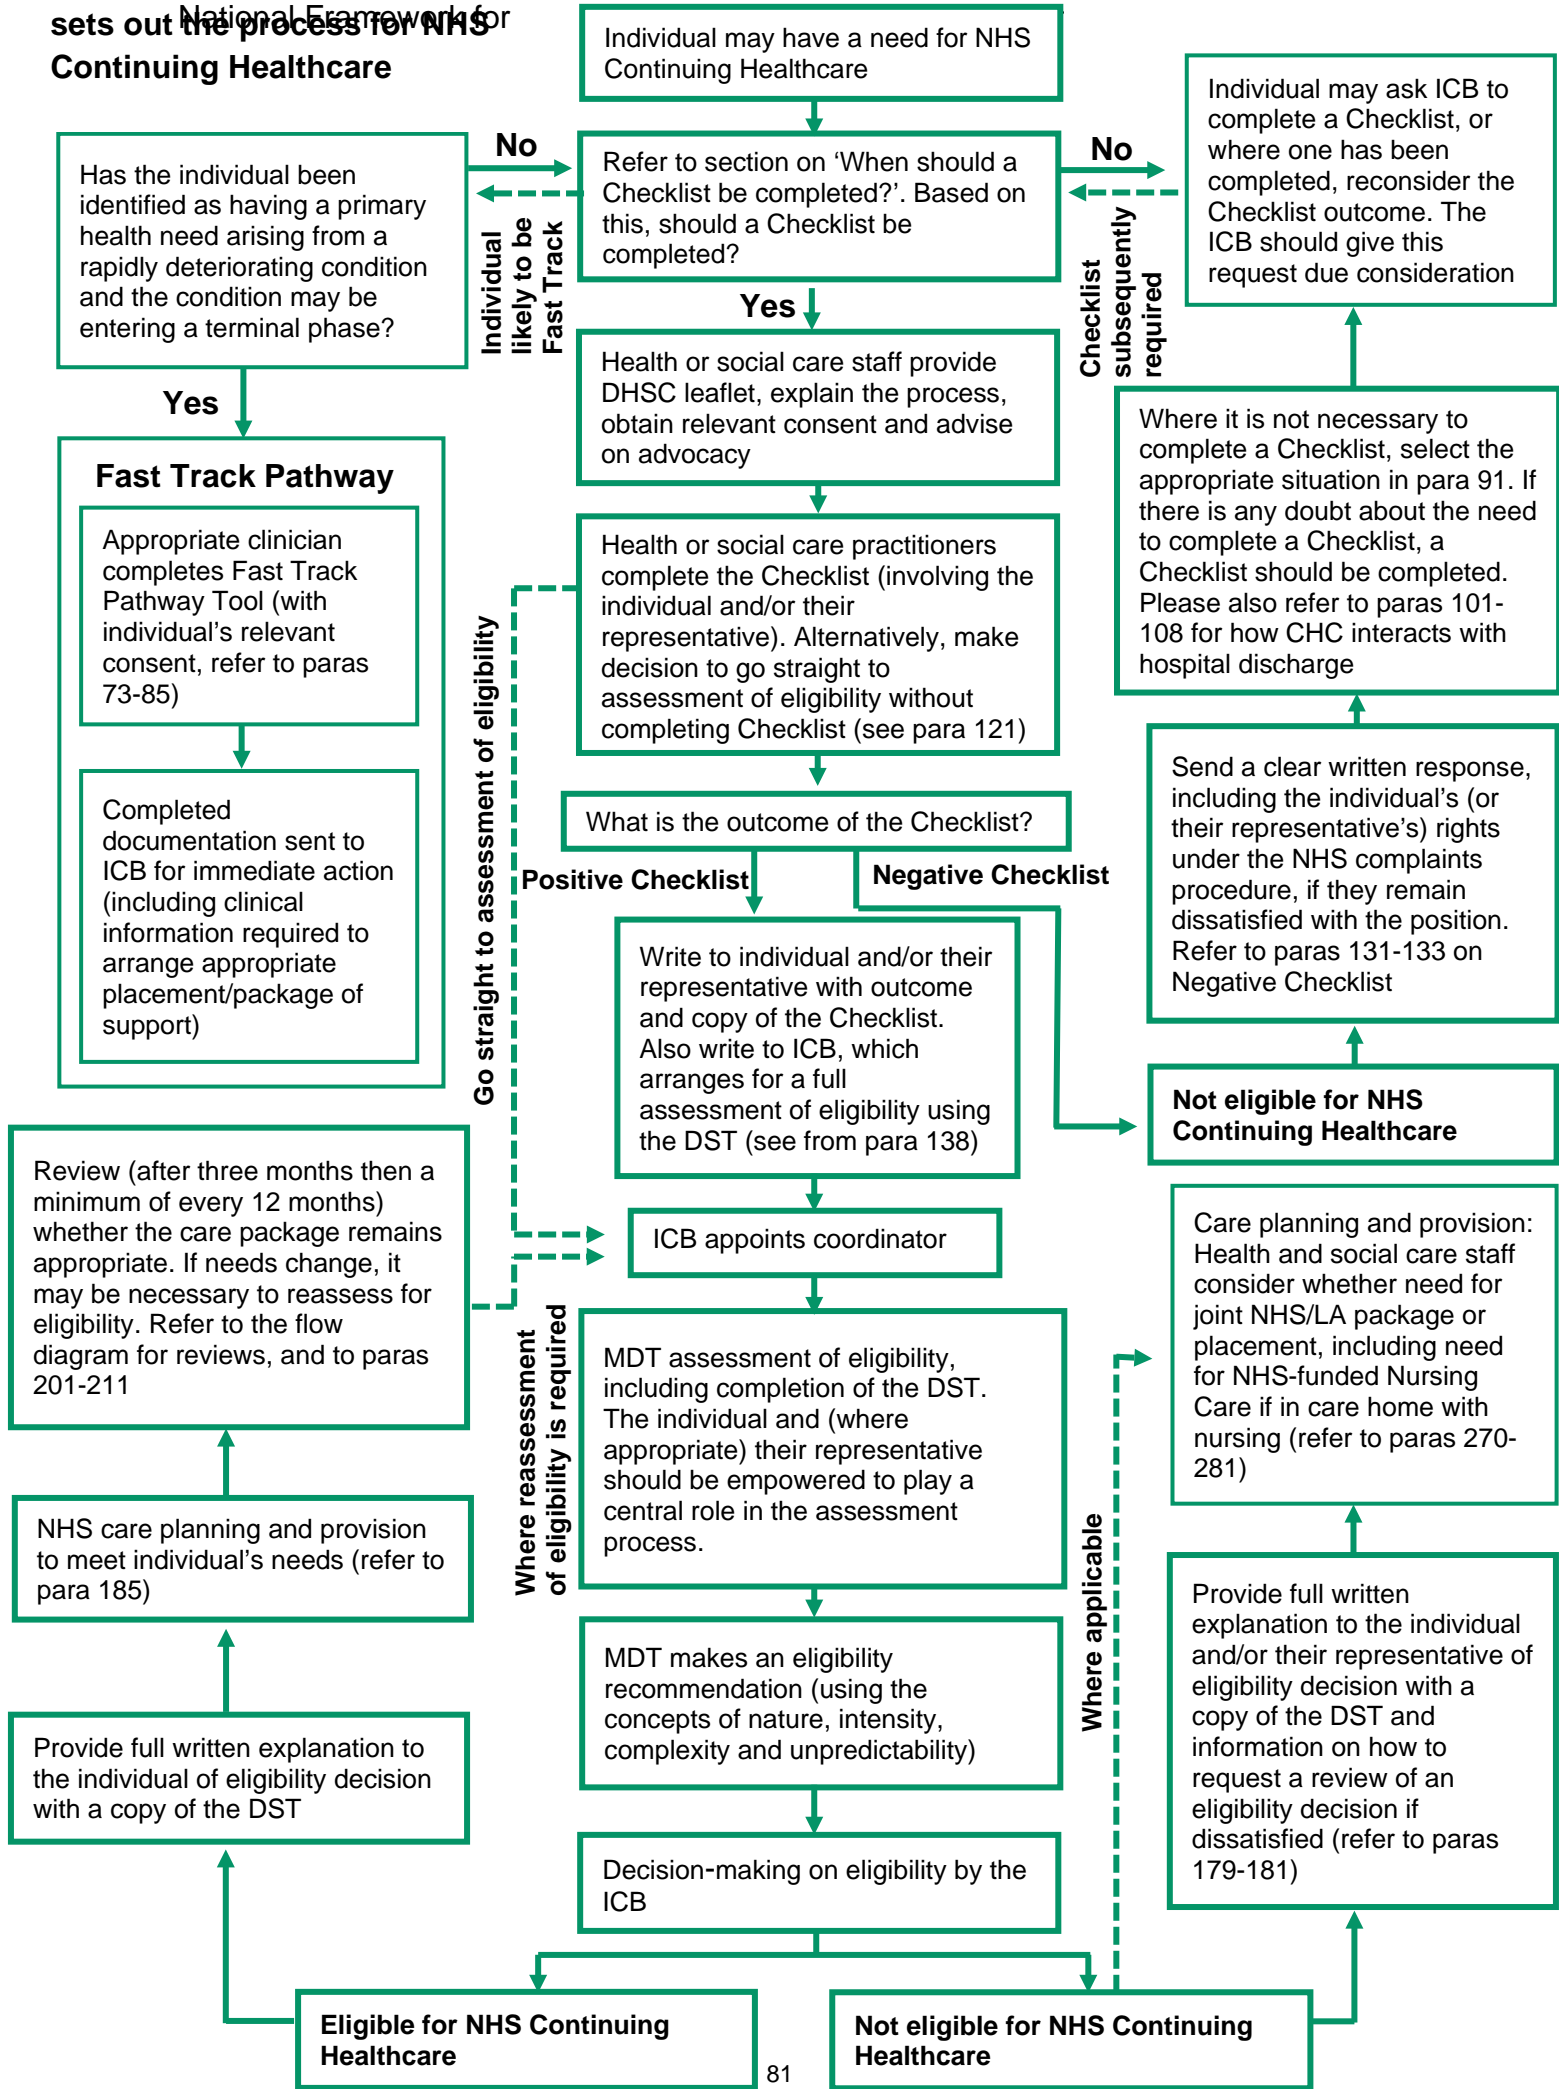 National Framework for
sets out the process for NHS
Continuing Healthcare
Individual may have a need for NHS
Continuing Healthcare
Individual may ask ICB to
complete a Checklist, or
where one has been
completed, reconsider the
Checklist outcome. The
ICB should give this
request due consideration
Has the individual been
identified as having a primary
health need arising from a
rapidly deteriorating condition
and the condition may be
entering a terminal phase?
No
Individual
likely to be
Fast Track
Refer to section on ‘When should a
Checklist be completed?’. Based on
this, should a Checklist be
completed?
No
Checklist
subsequently
required
Yes
Yes
Health or social care staff provide
DHSC leaflet, explain the process,
obtain relevant consent and advise
on advocacy
Where it is not necessary to
complete a Checklist, select the
appropriate situation in para 91. If
there is any doubt about the need
to complete a Checklist, a
Checklist should be completed.
Please also refer to paras 101-
108 for how CHC interacts with
hospital discharge
Fast Track Pathway
Appropriate clinician
completes Fast Track
Pathway Tool (with
individual’s relevant
consent, refer to paras
73-85)
Completed
documentation sent to
ICB for immediate action
(including clinical
information required to
arrange appropriate
placement/package of
support)
Go straight to assessment of eligibility
Health or social care practitioners
complete the Checklist (involving the
individual and/or their
representative). Alternatively, make
decision to go straight to
assessment of eligibility without
completing Checklist (see para 121)
What is the outcome of the Checklist?
Positive Checklist
Negative Checklist
Send a clear written response,
including the individual’s (or
their representative’s) rights
under the NHS complaints
procedure, if they remain
dissatisfied with the position.
Refer to paras 131-133 on
Negative Checklist
Write to individual and/or their
representative with outcome
and copy of the Checklist.
Also write to ICB, which
arranges for a full
assessment of eligibility using
the DST (see from para 138)
Not eligible for NHS
Continuing Healthcare
Review (after three months then a
minimum of every 12 months)
whether the care package remains
appropriate. If needs change, it
may be necessary to reassess for
eligibility. Refer to the flow
diagram for reviews, and to paras
201-211
ICB appoints coordinator
Care planning and provision:
Health and social care staff
consider whether need for
joint NHS/LA package or
placement, including need
for NHS-funded Nursing
Care if in care home with
nursing (refer to paras 270-
281)
Where reassessment
of eligibility is required
MDT assessment of eligibility,
including completion of the DST.
The individual and (where
appropriate) their representative
should be empowered to play a
central role in the assessment
process.
Where applicable
NHS care planning and provision
to meet individual’s needs (refer to
para 185)
MDT makes an eligibility
recommendation (using the
concepts of nature, intensity,
complexity and unpredictability)
Provide full written
explanation to the individual
and/or their representative of
eligibility decision with a
copy of the DST and
information on how to
request a review of an
eligibility decision if
dissatisfied (refer to paras
179-181)
Provide full written explanation to
the individual of eligibility decision
with a copy of the DST
Decision-making on eligibility by the
ICB
Eligible for NHS Continuing
Healthcare
Not eligible for NHS Continuing
Healthcare
81